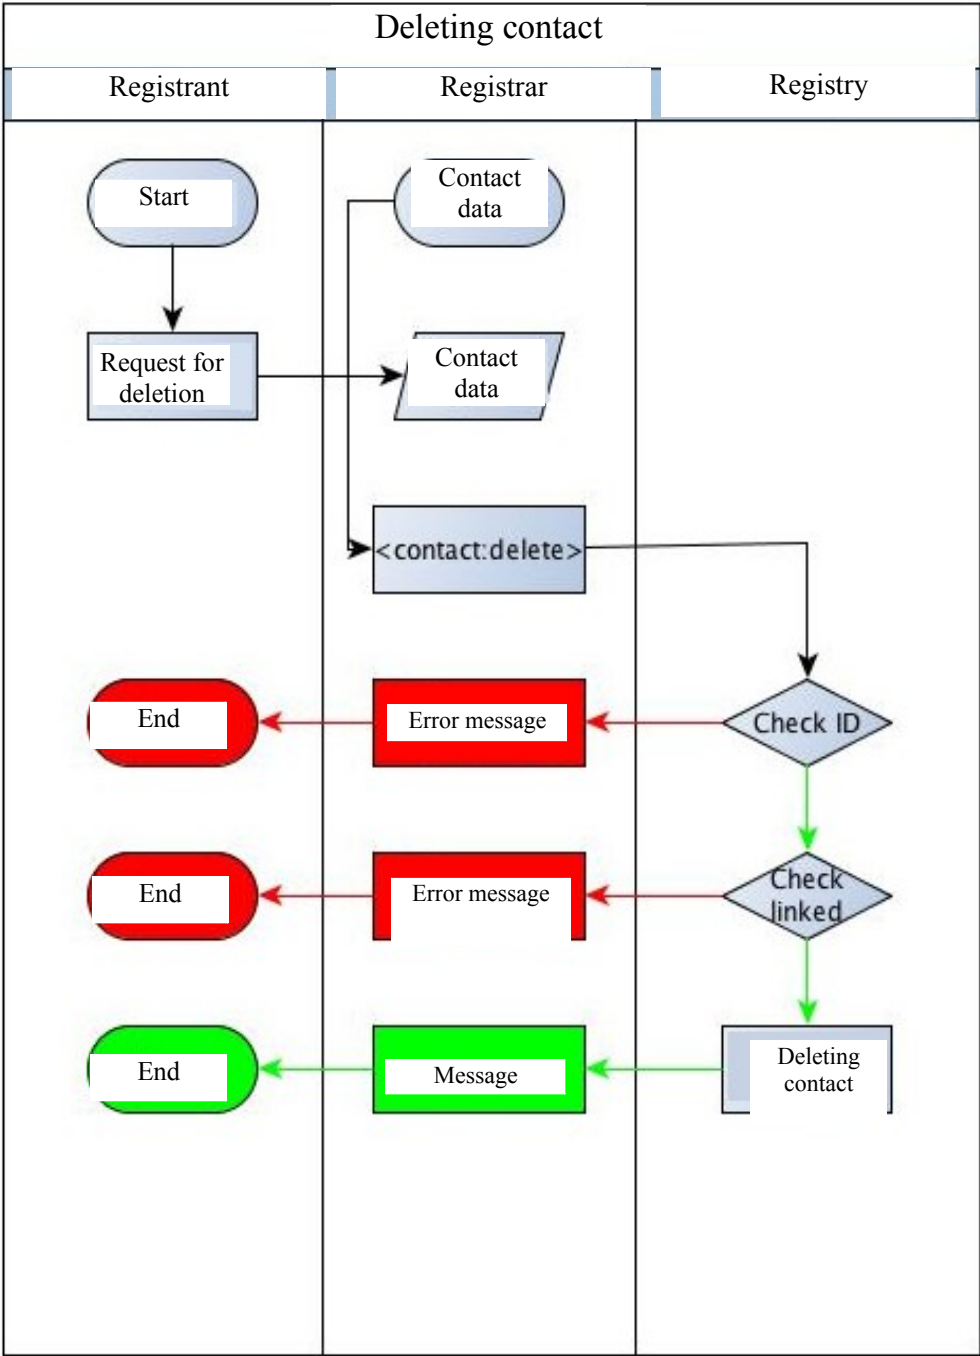 Deleting contact
Registrant
Registrar
Registry
Start
Contact
data
Request for
deletion
Contact
data
<contact:delete>
End
Error message
Check ID
End
Error message
Check
linked
End
Message
Deleting
contact